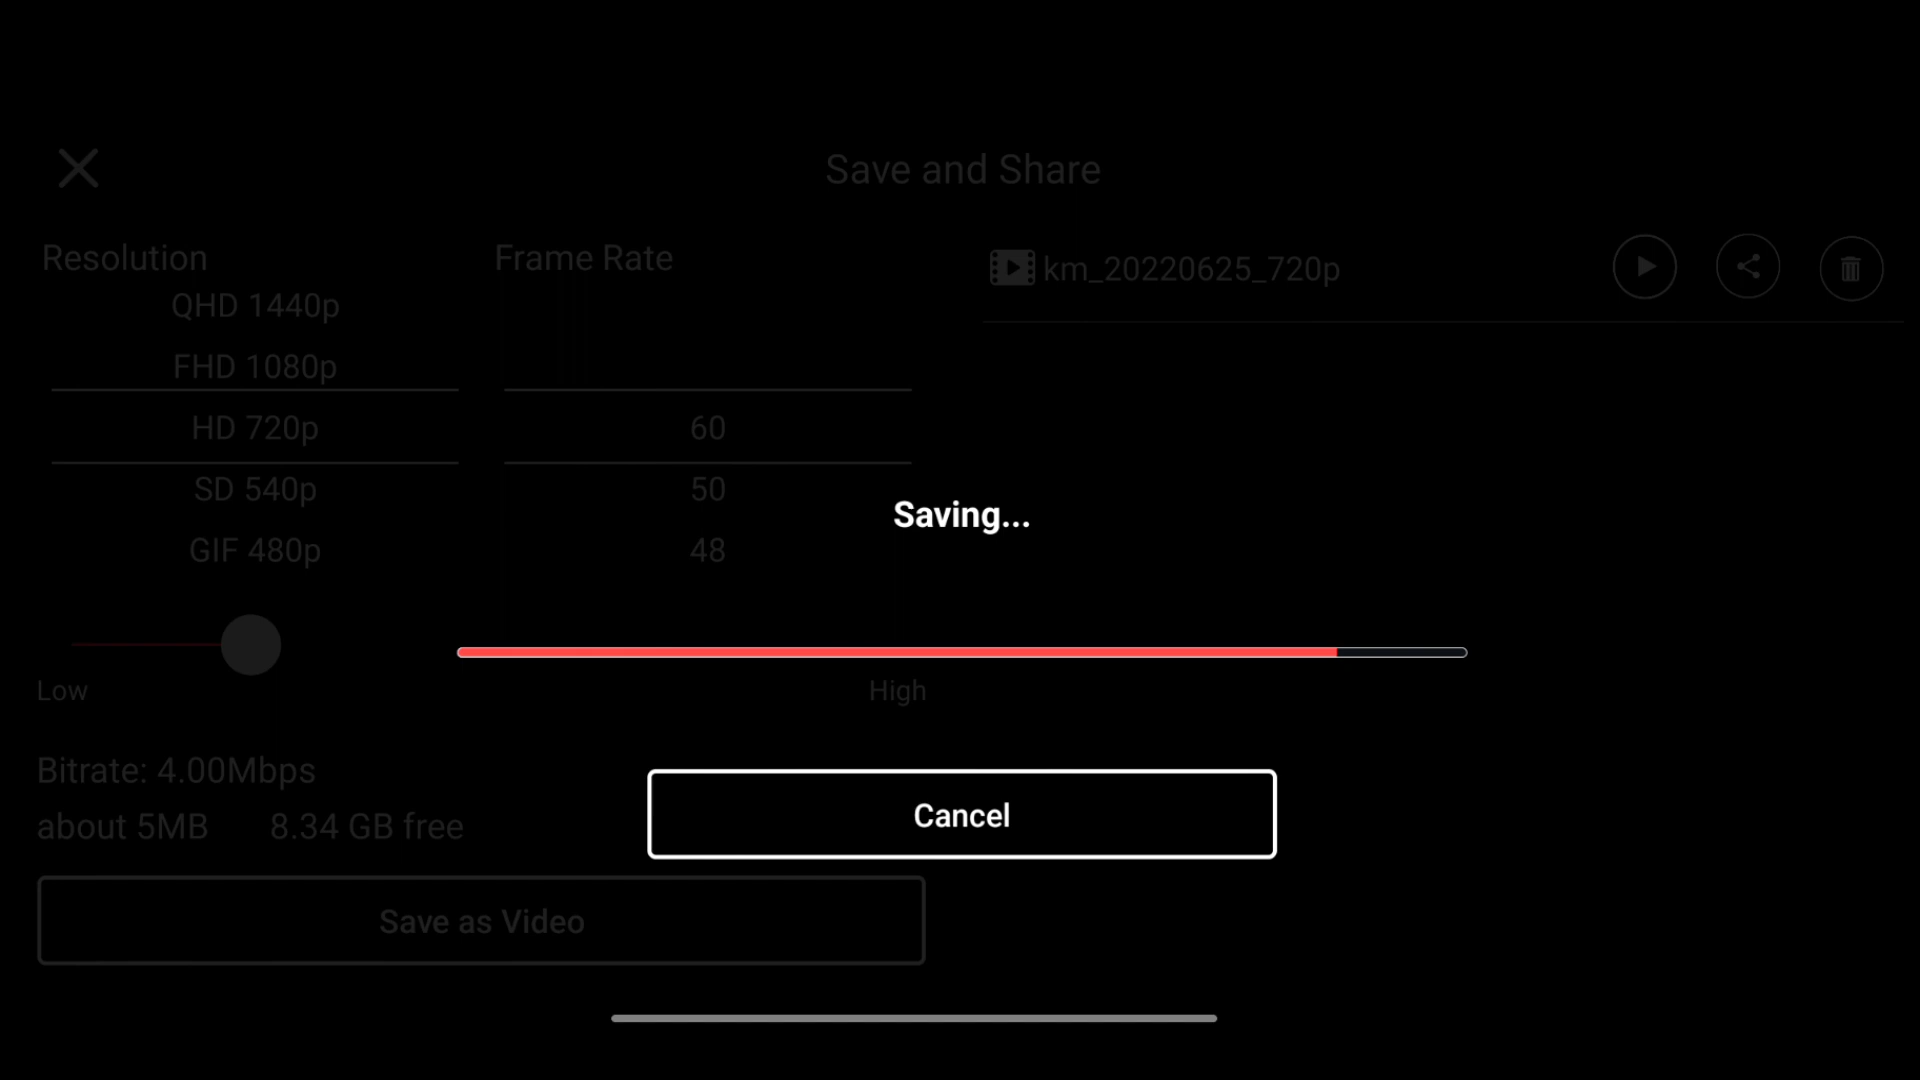 Save and Share
Resolution
Frame Rate
km_20220625_720p
QHD 1440p
FHD 1080p
HD 720p
60
SD 540p
50
Saving...
GIF 480p
48
Low
High
Bitrate: 4.00Mbps
about 5MB 8.34 GB free
Cancel
Save as Video